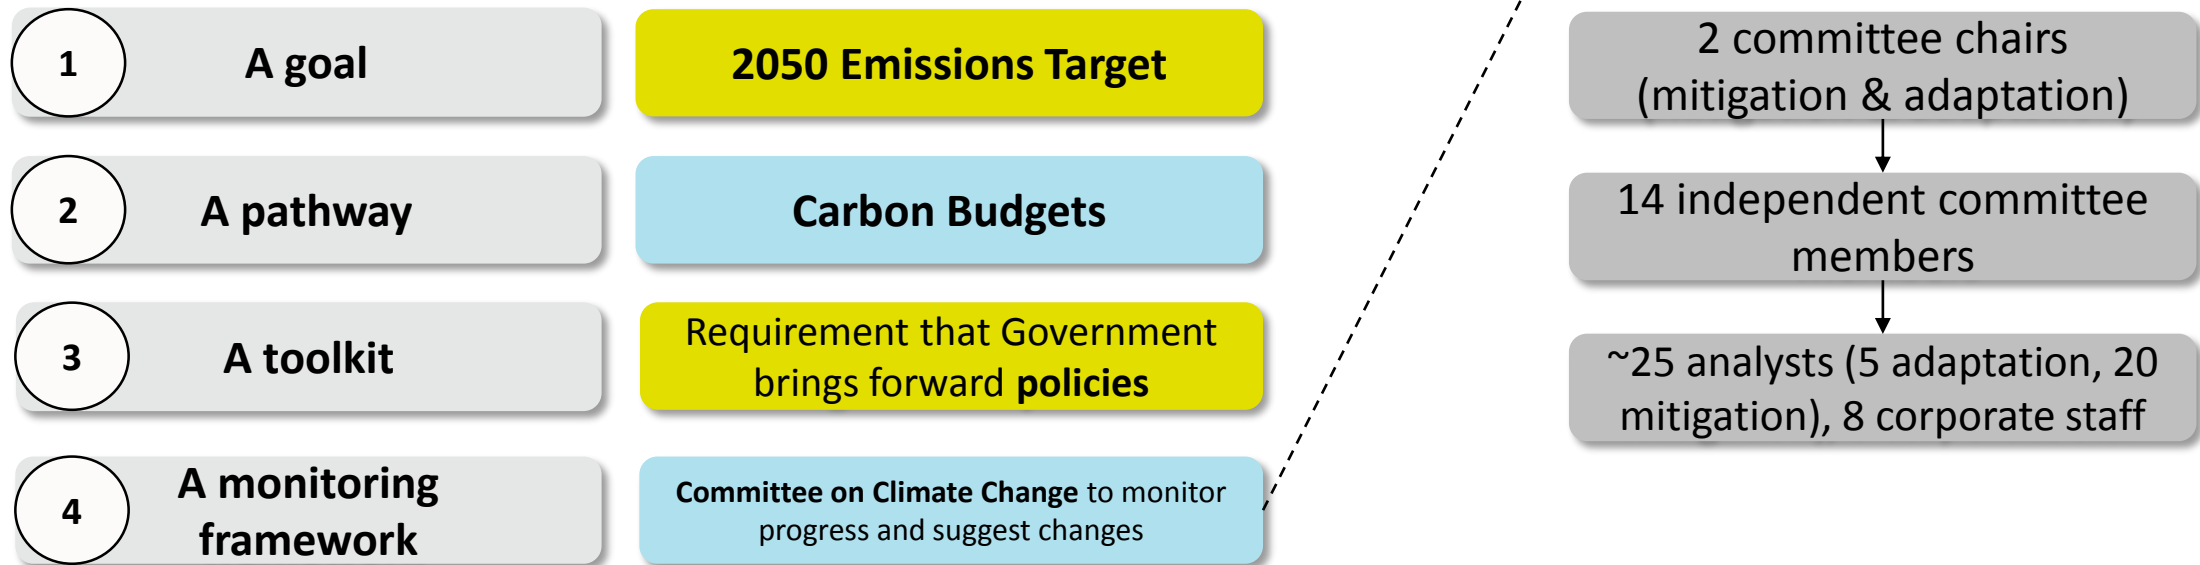 1
A goal
2050 Emissions Target
2
A pathway
Carbon Budgets
3
A toolkit
Requirement that Government
brings forward policies
4
A monitoring
framework
Committee on Climate Change to monitor
progress and suggest changes
2 committee chairs
(mitigation & adaptation)
14 independent committee
members
~25 analysts (5 adaptation, 20
mitigation), 8 corporate staff